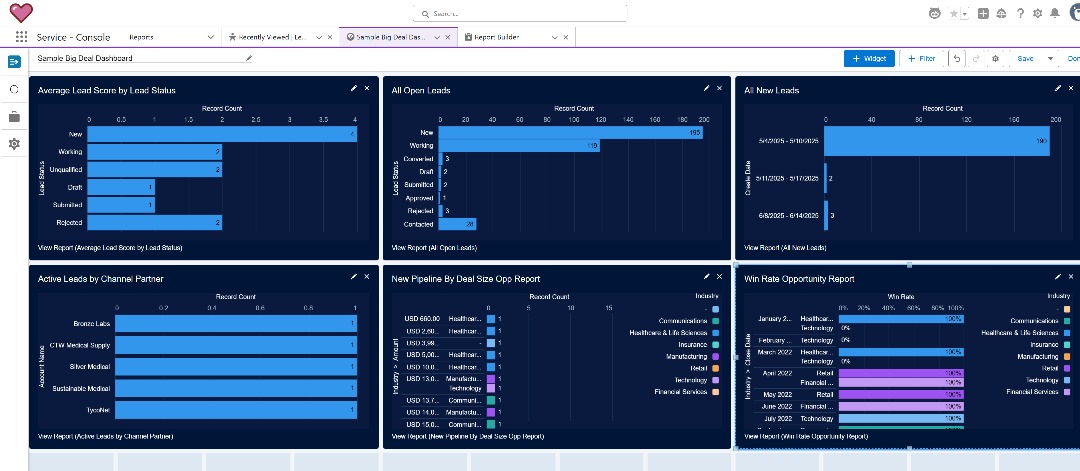 Search...
Service - Console
Reports
Recently Viewed | Le...
Sample Big Deal Das...
Report Builder
Sample Big Deal Dashboard
+ Widget
+ Filter
Save
Don
Average Lead Score by Lead Status
Record Count
0 0.5 1 1.5 2 2.5 3 3.5 4
Lead Status
New 4
Working 2
Unqualified 2
Draft 1
Submitted 1
Rejected 2
View Report (Average Lead Score by Lead Status)
All Open Leads
Record Count
0 20 40 60 80 100 120 140 160 180 200
Lead Status
New 195
Working 119
Converted 3
Draft 2
Submitted 2
Approved 1
Rejected 3
Contacted 28
View Report (All Open Leads)
All New Leads
Record Count
0 40 80 120 160 200
Create Date
5/4/2025 - 5/10/2025 190
5/11/2025 - 5/17/2025 2
6/8/2025 - 6/14/2025 3
View Report (All New Leads)
Active Leads by Channel Partner
Record Count
0 0.2 0.4 0.6 0.8 1
Account Name
Bronze Labs 1
CTW Medical Supply 1
Silver Medical 1
Sustainable Medical 1
TycoNet 1
View Report (Active Leads by Channel Partner)
New Pipeline By Deal Size Opp Report
Record Count
0 5 10 15
Industry > Amount
USD 660.00 Healthcar... 1
USD 2,60... Healthcar... 1
USD 3,99... - 1
USD 5,00... Healthcar... 1
USD 10,0... Healthcar... 1
USD 13,0... Manufactu... 1
Technology 1
USD 13,7... Communi... 1
USD 14,0... Manufactu... 1
USD 15,0... Communi... 1
Industry
-
Communications
Healthcare & Life Sciences
Insurance
Manufacturing
Retail
Technology
Financial Services
View Report (New Pipeline By Deal Size Opp Report)
Win Rate Opportunity Report
Win Rate
0% 20% 40% 60% 80% 100%
Industry > Close Date
January 2... Healthcar... 100%
Technology 0%
February ... Technology 0%
March 2022 Healthcar... 100%
Technology 0%
April 2022 Retail 100%
Financial ... 100%
May 2022 Retail 100%
June 2022 Financial ... 100%
July 2022 Technology 100%
Industry
-
Communications
Healthcare & Life Sciences
Insurance
Manufacturing
Retail
Technology
Financial Services
View Report (Win Rate Opportunity Report)